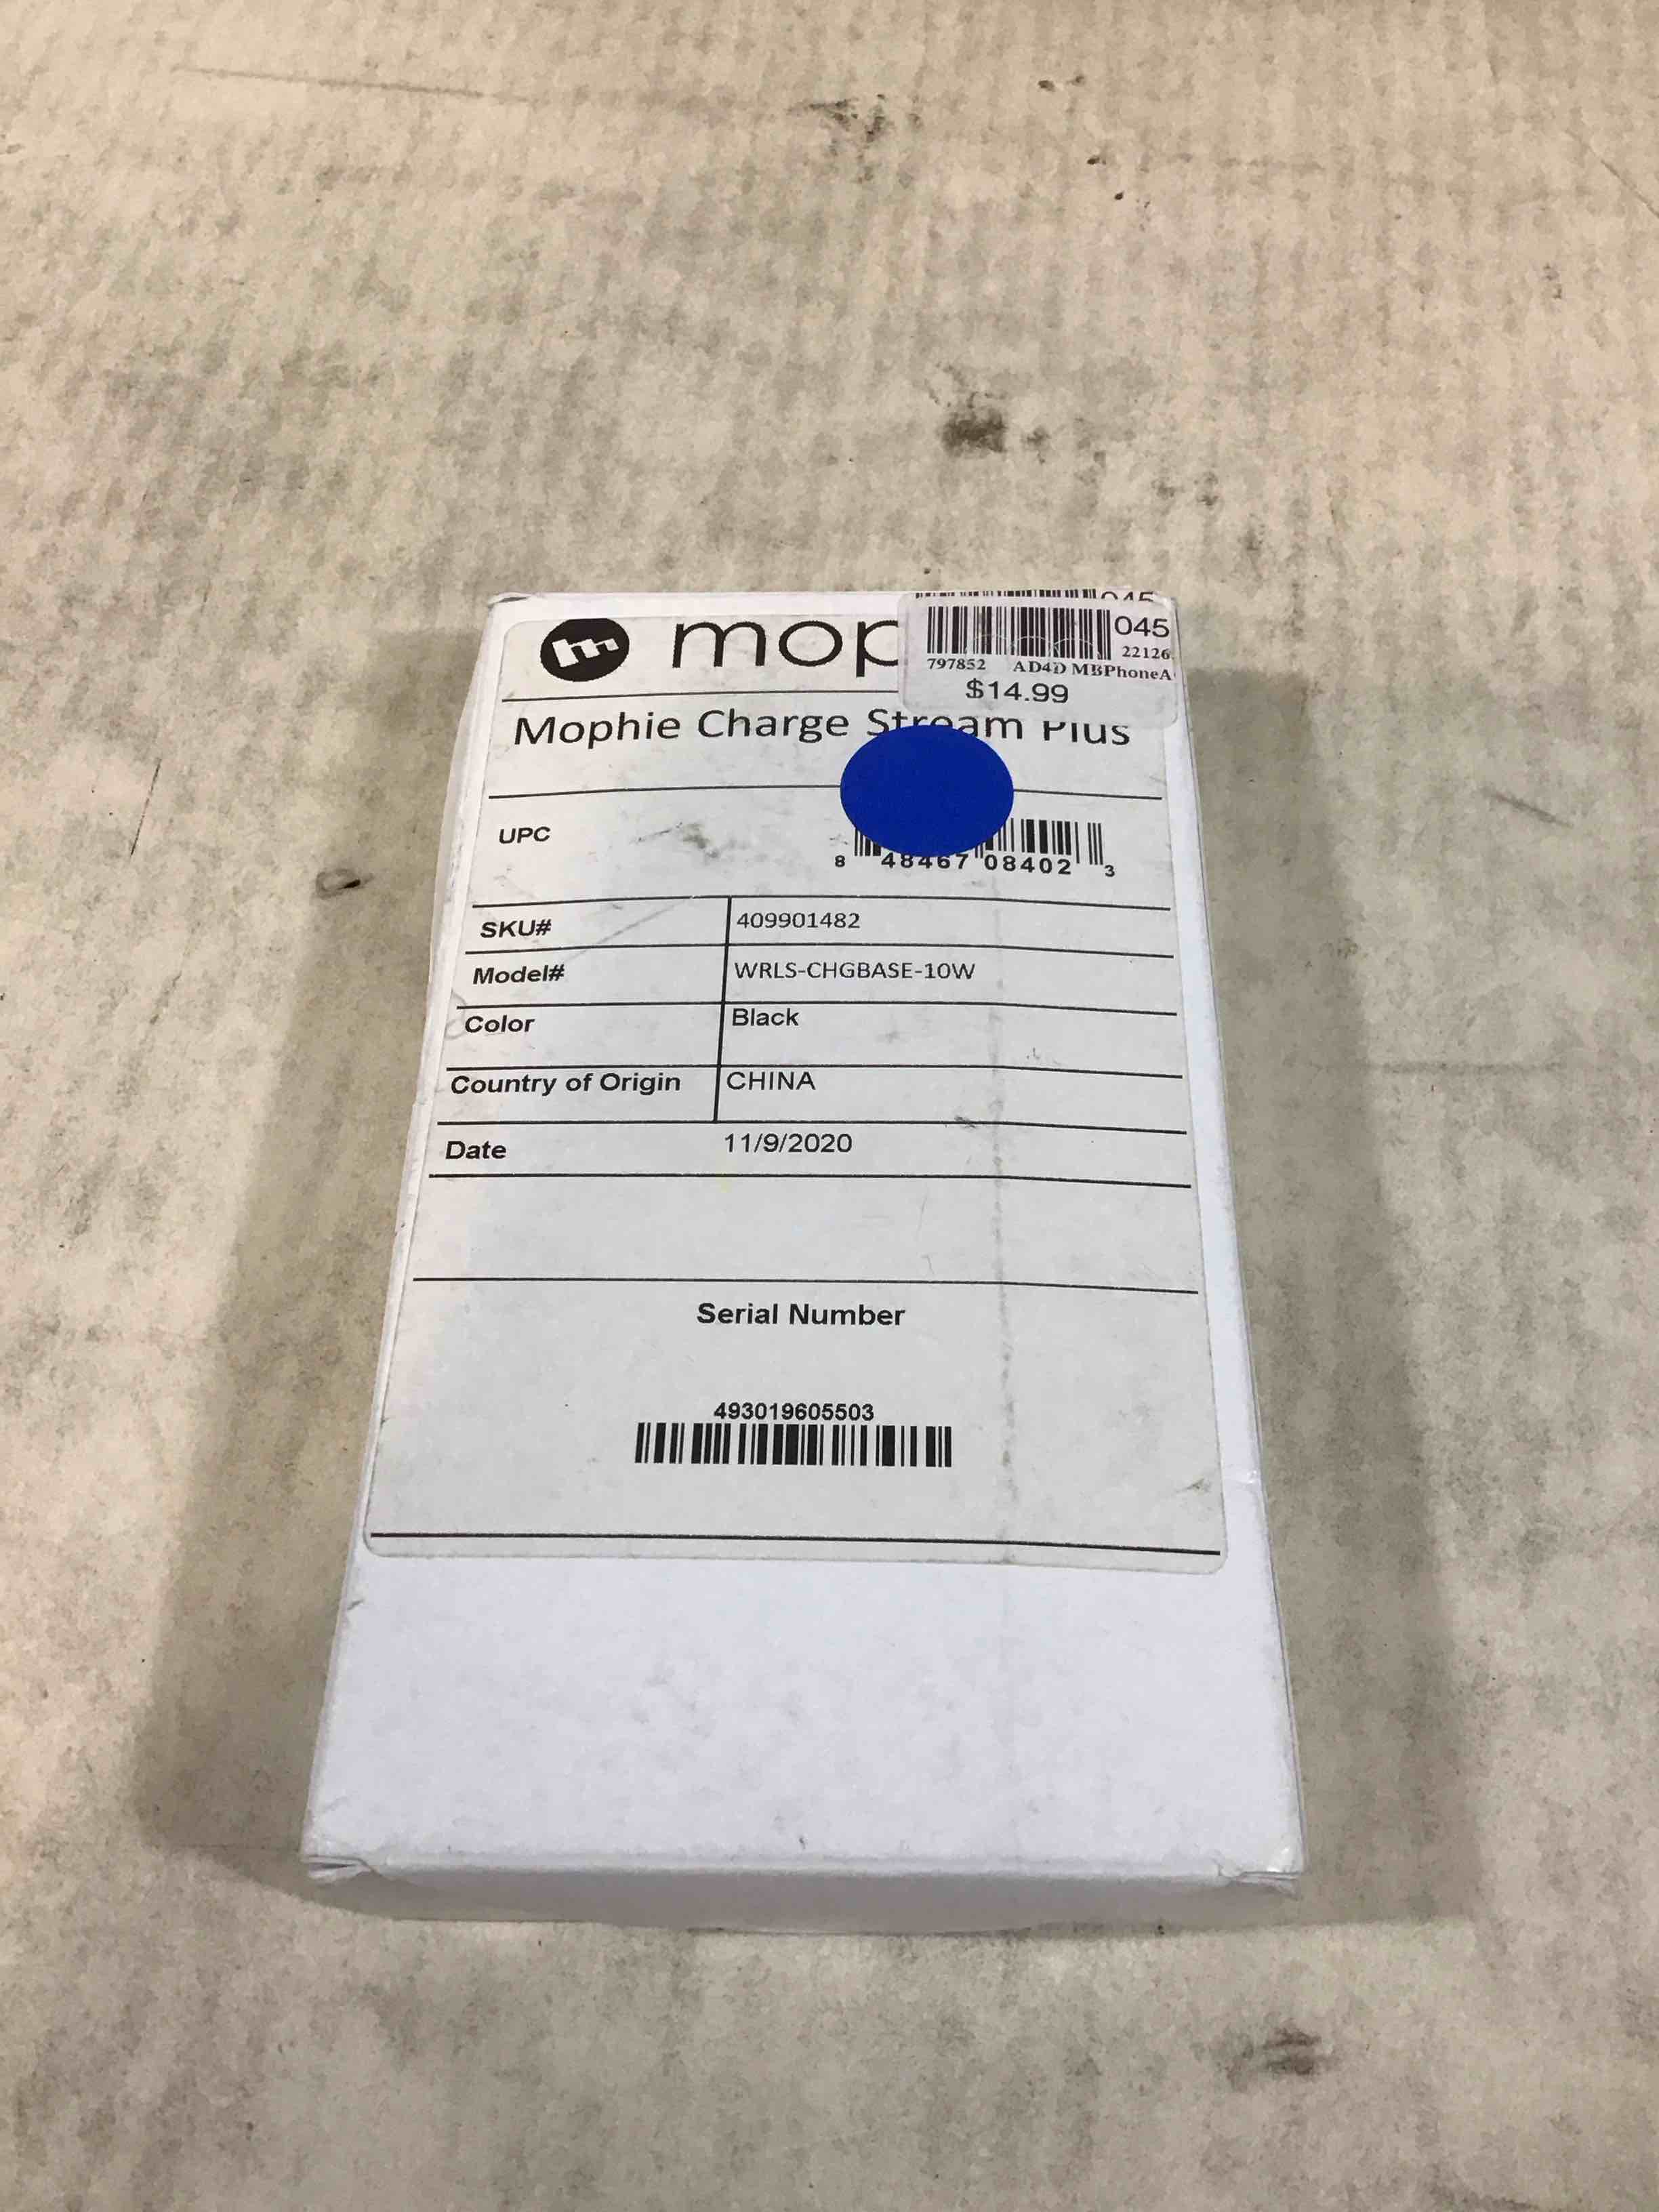 045
mop
045
22126
797852 AD4D MBPhoneA
$14.99
Mophie Charge Stream Plus
UPC
8 48467 08402 3
SKU# 409901482
Model# WRLS-CHGBASE-10W
Color Black
Country of Origin CHINA
Date 11/9/2020
Serial Number
493019605503